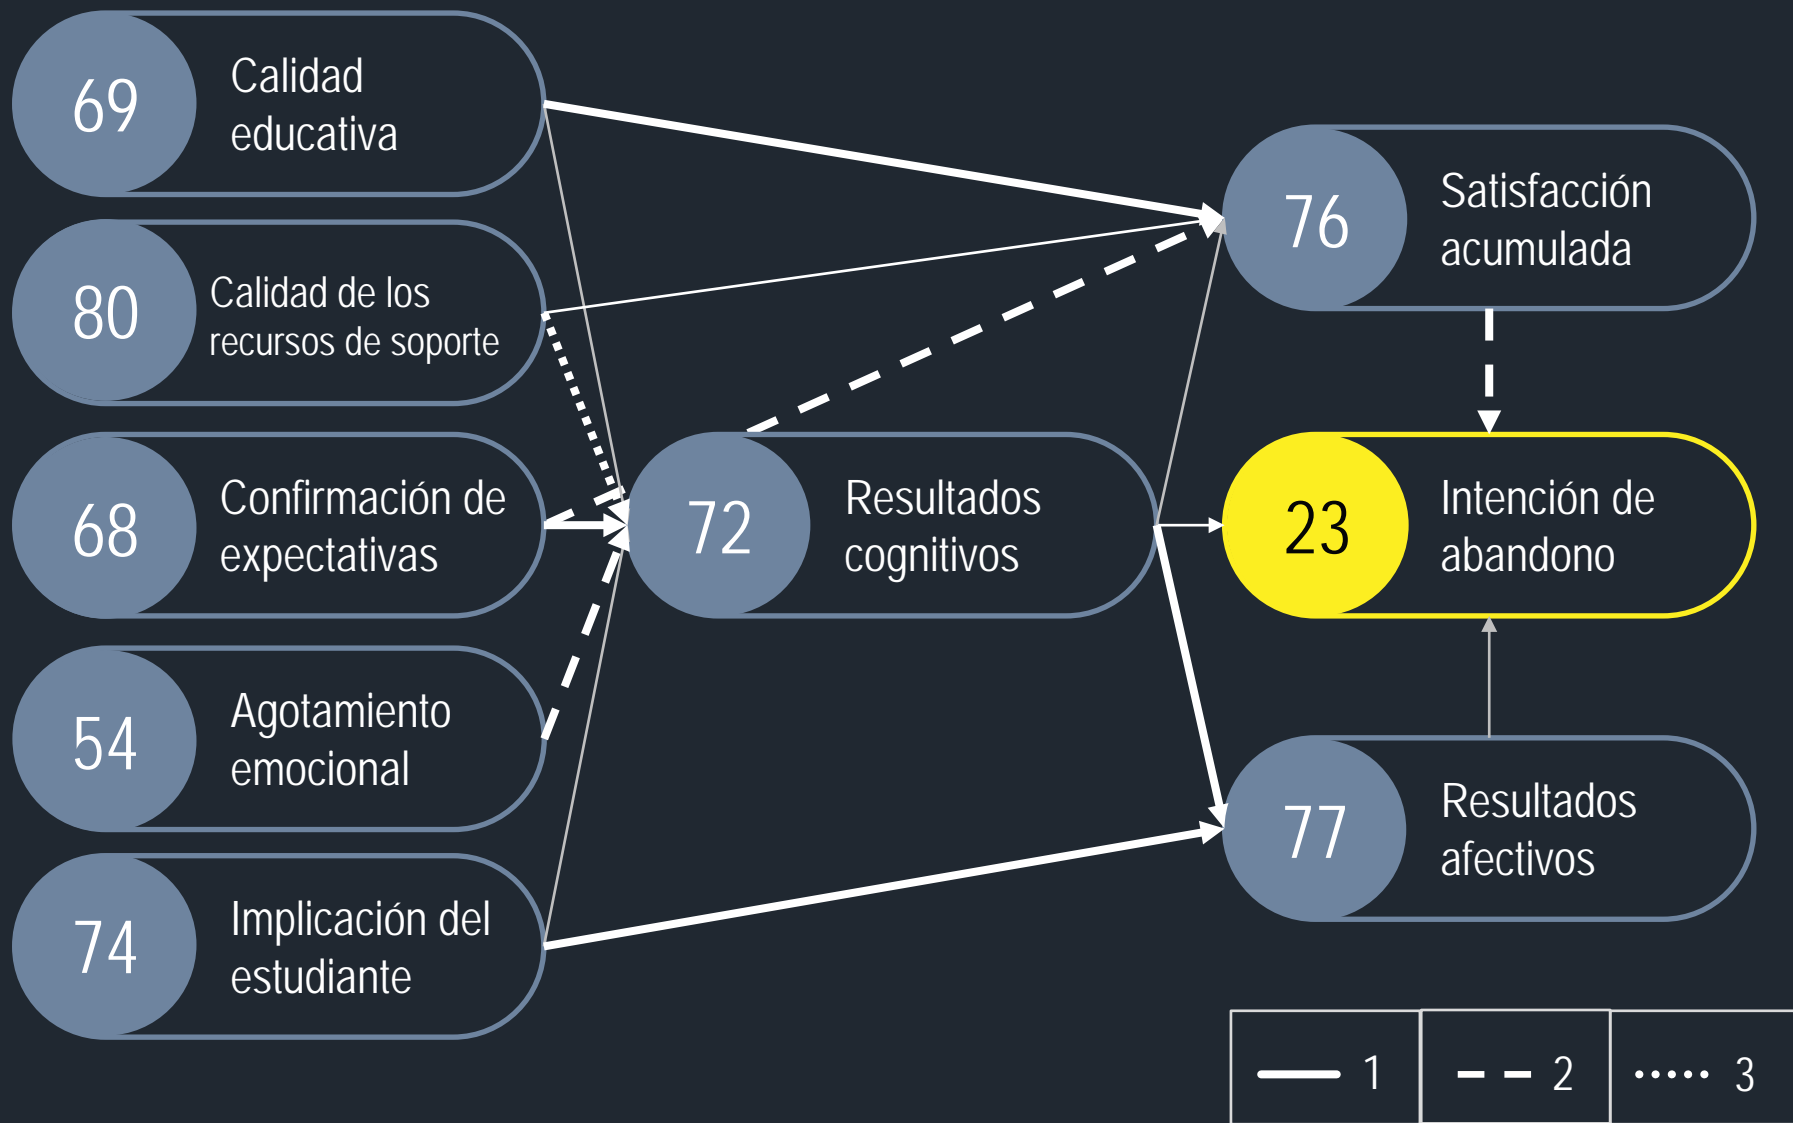 69
Calidad
educativa
80
Calidad de los
recursos de soporte
68
Confirmación de
expectativas
54
Agotamiento
emocional
74
Implicación del
estudiante
72
Resultados
cognitivos
76
Satisfacción
acumulada
23
Intención de
abandono
77
Resultados
afectivos
1
2
3